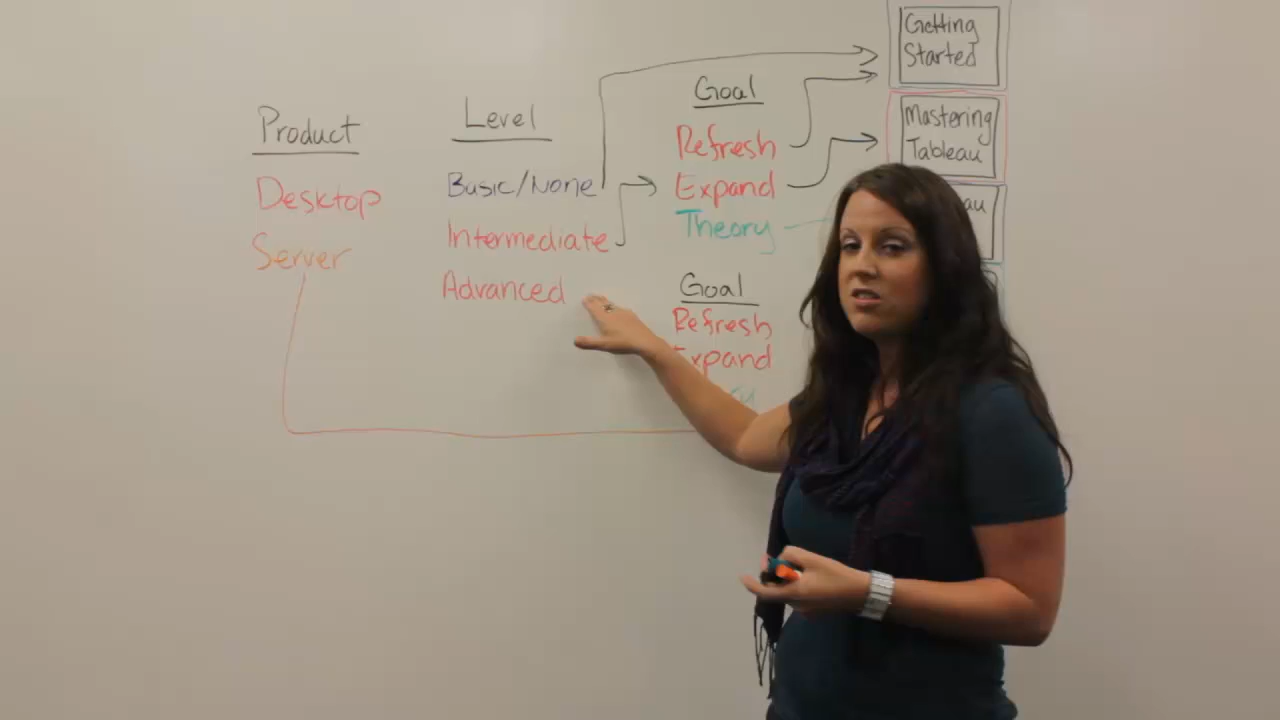 Product
Desktop
Server
Level
Basic/None
Intermediate
Advanced
Goal
Refresh
Expand
Theory
Goal
Refresh
Expand
Getting
Started
Mastering
Tableau